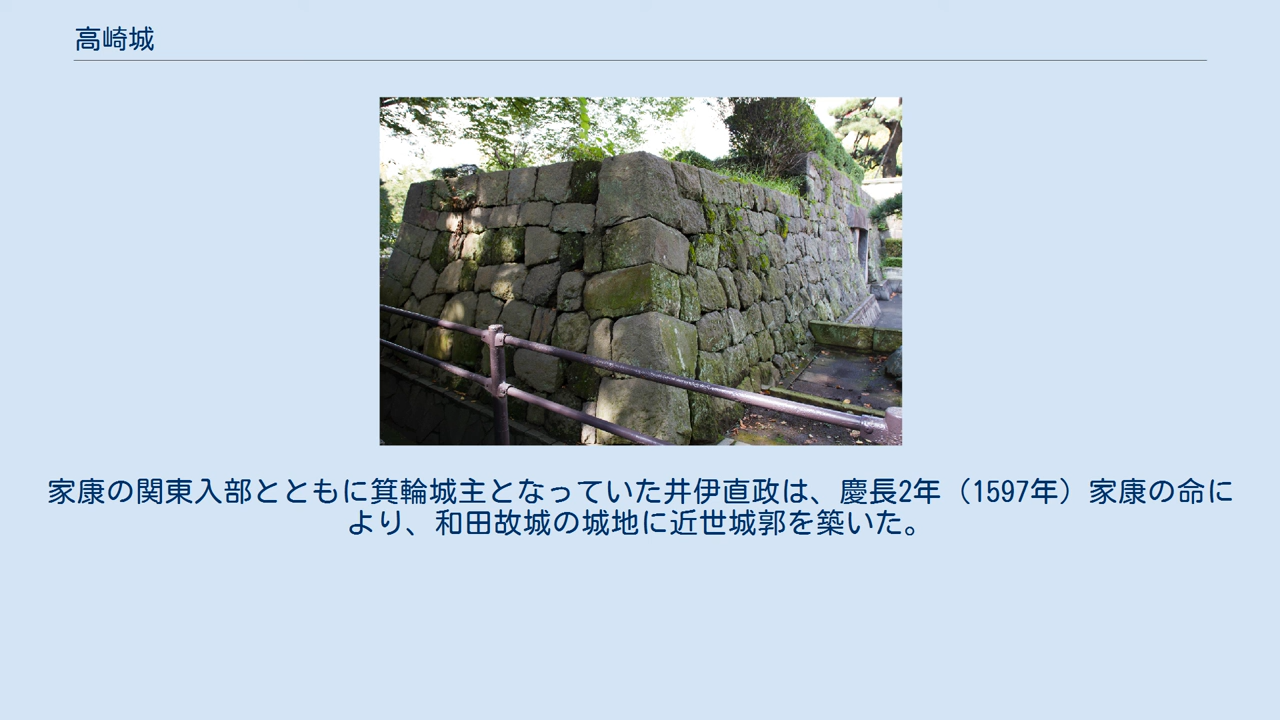 高崎城
家康の関東入部とともに箕輪城主となっていた井伊直政は、慶長2年（1597年）家康の命に
より、和田故城の城地に近世城郭を築いた。